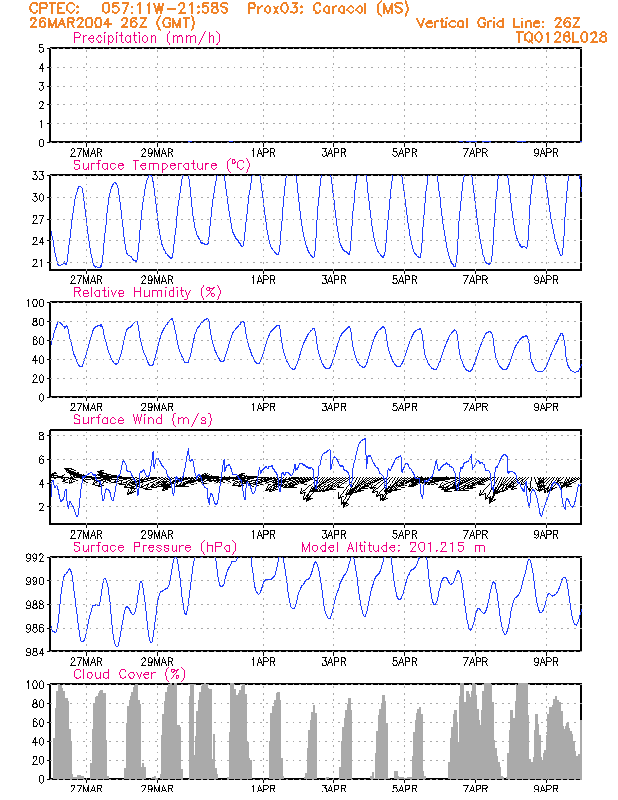 CPTEC: 057:11W-21:58S Prox03: Caracol (MS)
26MAR2004 26Z (GMT) Vertical Grid Line: 26Z
Precipitation (mm/h) TQ0126L028
5
4
3
2
1
0
27MAR 29MAR 1APR 3APR 5APR 7APR 9APR
Surface Temperature (°C)
33
30
27
24
21
27MAR 29MAR 1APR 3APR 5APR 7APR 9APR
Relative Humidity (%)
100
80
60
40
20
0
27MAR 29MAR 1APR 3APR 5APR 7APR 9APR
Surface Wind (m/s)
8
6
4
2
27MAR 29MAR 1APR 3APR 5APR 7APR 9APR
Surface Pressure (hPa) Model Altitude: 201.215 m
992
990
988
986
984
27MAR 29MAR 1APR 3APR 5APR 7APR 9APR
Cloud Cover (%)
100
80
60
40
20
0
27MAR 29MAR 1APR 3APR 5APR 7APR 9APR